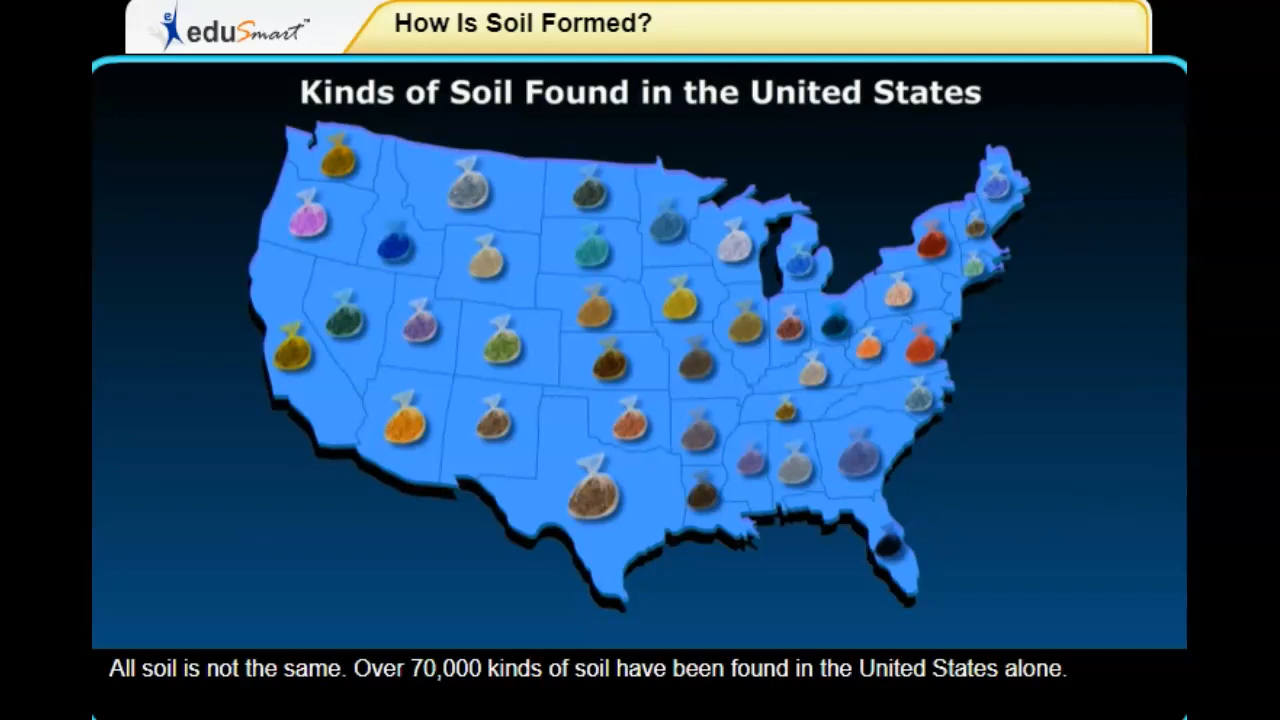 eduSmart™
How Is Soil Formed?
Kinds of Soil Found in the United States
All soil is not the same. Over 70,000 kinds of soil have been found in the United States alone.